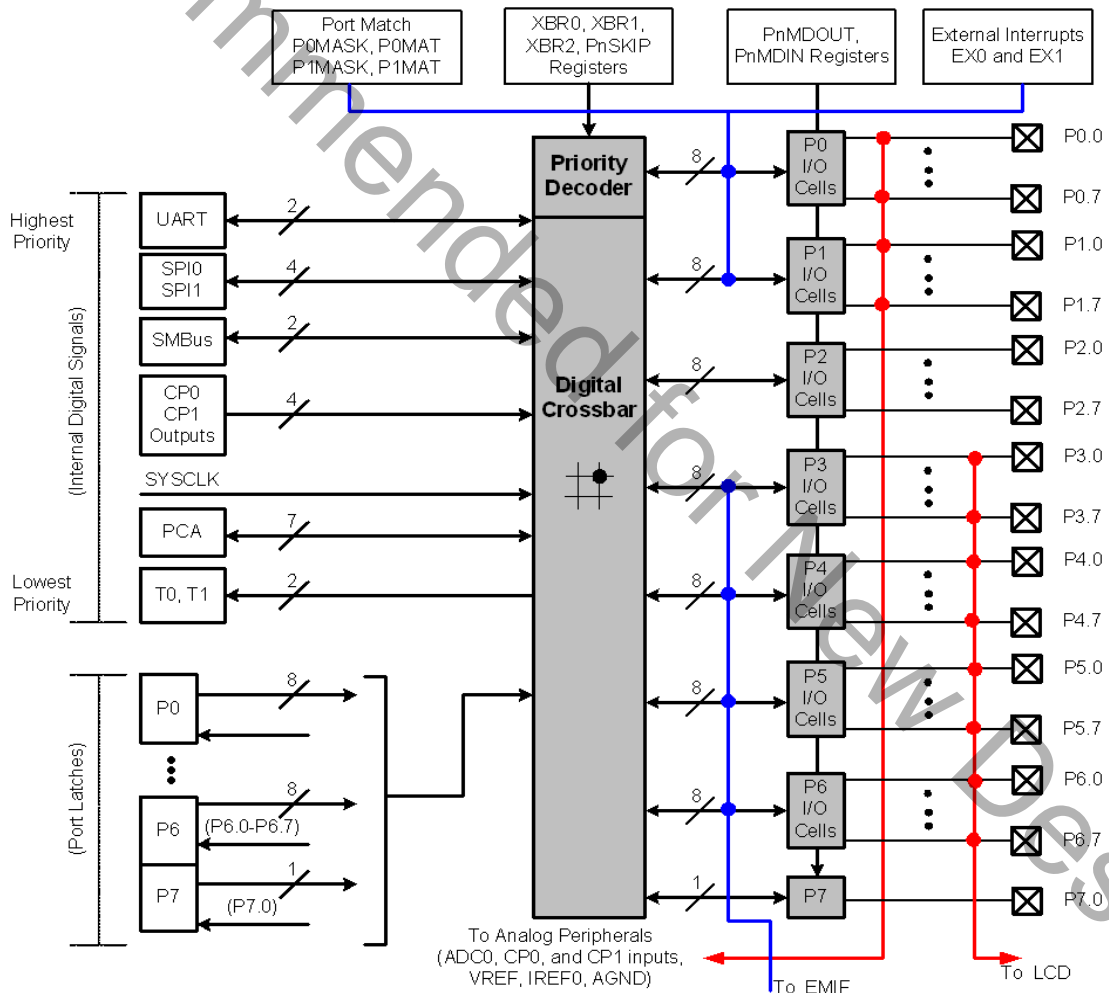 Port Match
P0MASK, P0MAT
P1MASK, P1MAT
XBR0, XBR1,
XBR2, PnSKIP
Registers
PnMDOUT,
PnMDIN Registers
External Interrupts
EX0 and EX1
Priority
Decoder
Digital
Crossbar
Highest
Priority
(Internal Digital Signals)
Lowest
Priority
UART
2
SPI0
SPI1
4
SMBus
2
CP0
CP1
Outputs
4
SYSCLK
PCA
7
T0, T1
2
(Port Latches)
P0
8
P6
8
(P6.0-P6.7)
P7
1
(P7.0)
8
P0
I/O
Cells
P0.0
P0.7
8
P1
I/O
Cells
P1.0
P1.7
8
P2
I/O
Cells
P2.0
P2.7
8
P3
I/O
Cells
P3.0
P3.7
8
P4
I/O
Cells
P4.0
P4.7
8
P5
I/O
Cells
P5.0
P5.7
8
P6
I/O
Cells
P6.0
P6.7
1
P7
P7.0
To Analog Peripherals
(ADC0, CP0, and CP1 inputs,
VREF, IREF0, AGND)
To EMIF
To LCD
mmended for New Des